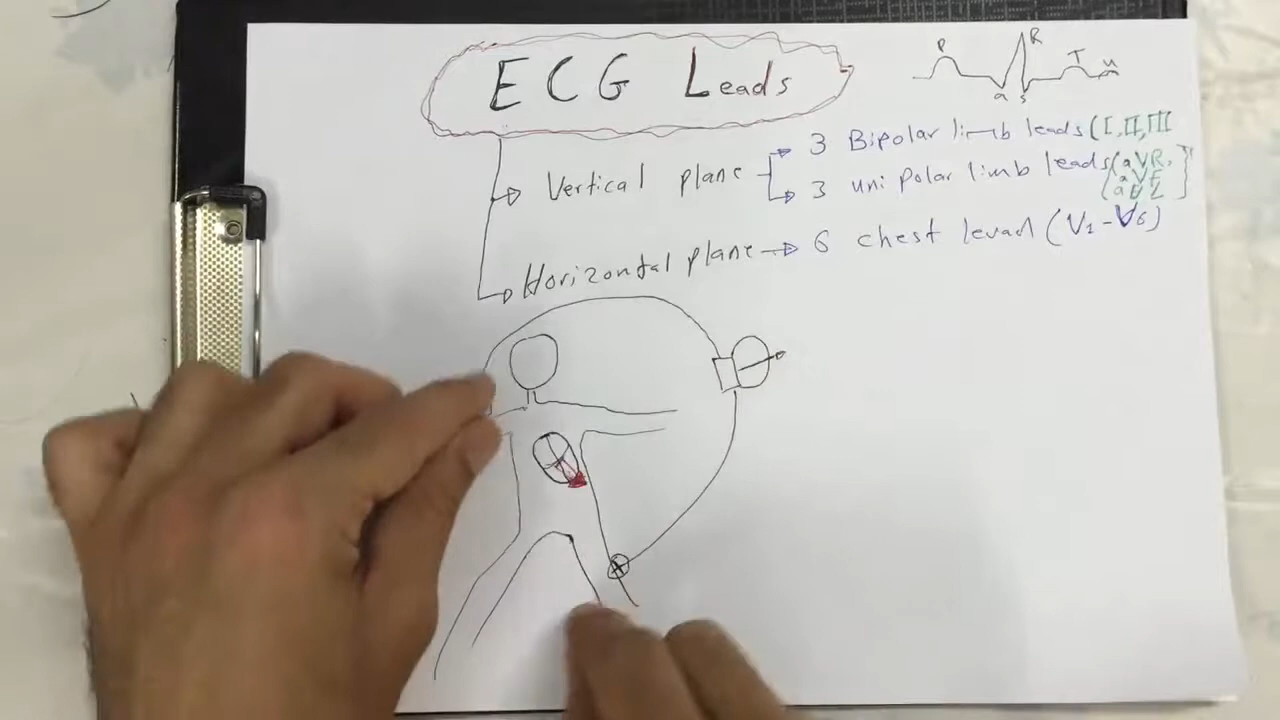 ECG Leads
P R T u
a s
Vertical plane
3 Bipolar limb leads (I, II, III
3 uni polar limb leads (aVR,
aVF
aVL
Horizontal plane → 6 chest levad (V1-V6)